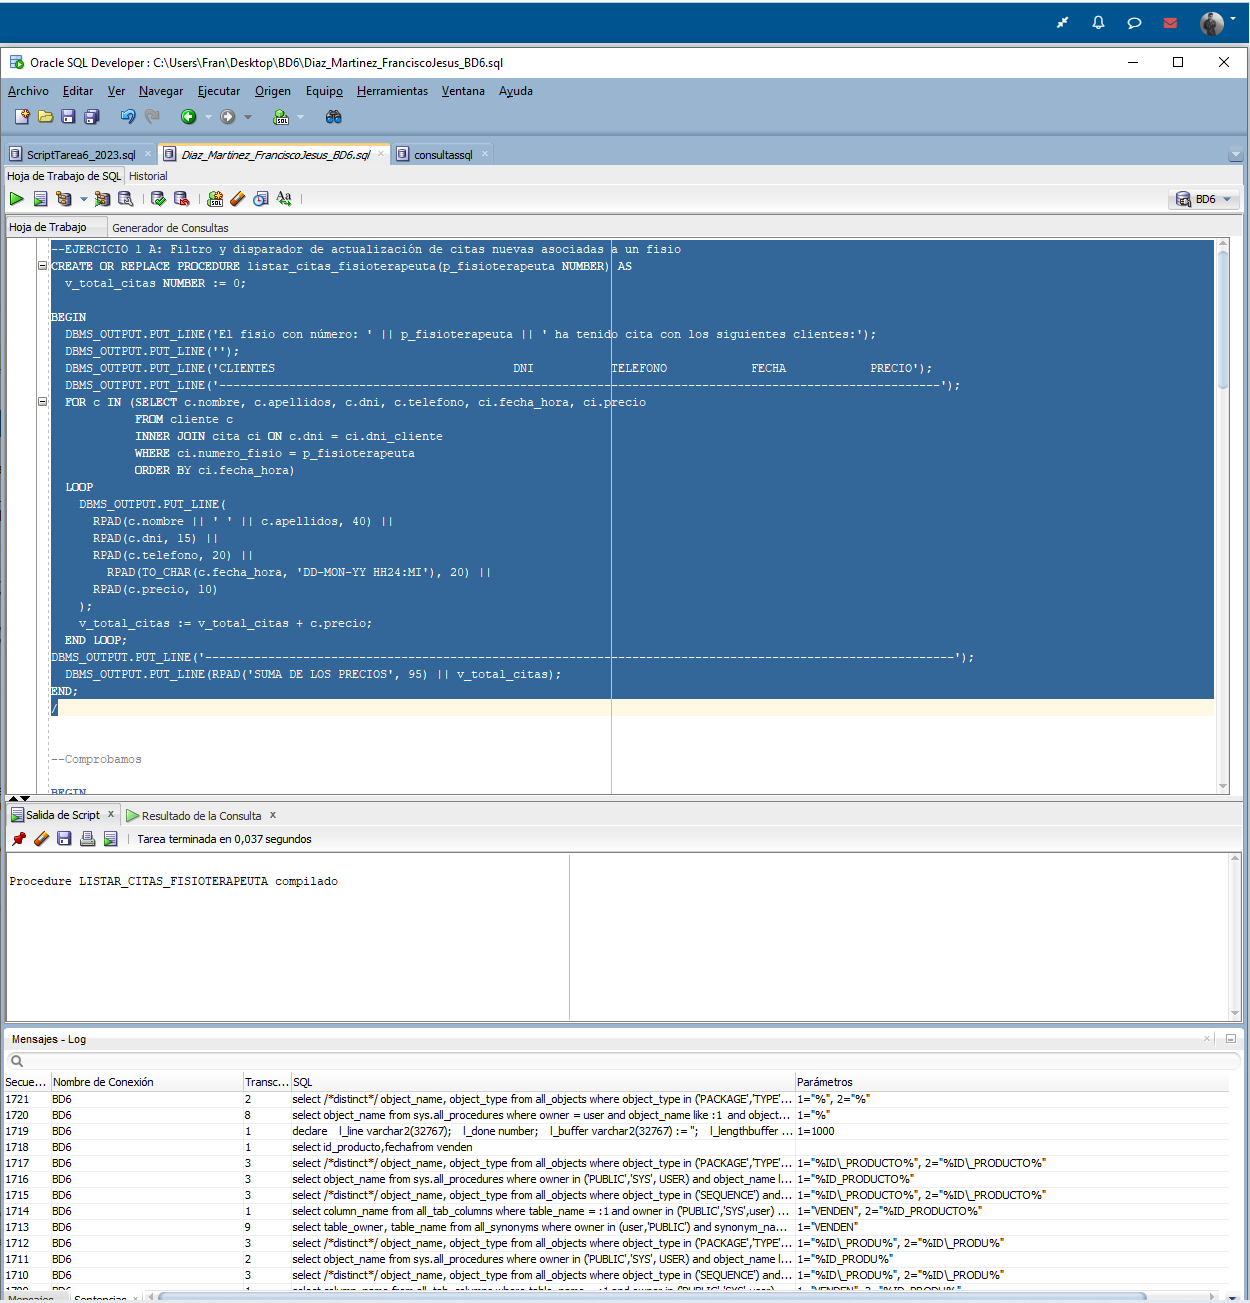 Oracle SQL Developer : C:\Users\Fran\Desktop\BD6\Diaz_Martinez_FranciscoJesus_BD6.sql
Archivo Editar Ver Navegar Ejecutar Origen Equipo Herramientas Ventana Ayuda
ScriptTarea6_2023.sql Diaz_Martinez_FranciscoJesus_BD6.sql consultassql
Hoja de Trabajo de SQL Historial
BD6
Hoja de Trabajo Generador de Consultas
--EJERCICIO 1 A: Filtro y disparador de actualización de citas nuevas asociadas a un fisio
CREATE OR REPLACE PROCEDURE listar_citas_fisioterapeuta(p_fisioterapeuta NUMBER) AS
v_total_citas NUMBER := 0;
BEGIN
DBMS_OUTPUT.PUT_LINE('El fisio con número: ' || p_fisioterapeuta || ' ha tenido cita con los siguientes clientes:');
DBMS_OUTPUT.PUT_LINE('');
DBMS_OUTPUT.PUT_LINE('CLIENTES DNI TELEFONO FECHA PRECIO');
DBMS_OUTPUT.PUT_LINE('-------------------------------------------------------------------------------------------------------');
FOR c IN (SELECT c.nombre, c.apellidos, c.dni, c.telefono, ci.fecha_hora, ci.precio
FROM cliente c
INNER JOIN cita ci ON c.dni = ci.dni_cliente
WHERE ci.numero_fisio = p_fisioterapeuta
ORDER BY ci.fecha_hora)
LOOP
DBMS_OUTPUT.PUT_LINE(
RPAD(c.nombre || ' ' || c.apellidos, 40) ||
RPAD(c.dni, 15) ||
RPAD(c.telefono, 20) ||
RPAD(TO_CHAR(c.fecha_hora, 'DD-MON-YY HH24:MI'), 20) ||
RPAD(c.precio, 10)
);
v_total_citas := v_total_citas + c.precio;
END LOOP;
DBMS_OUTPUT.PUT_LINE('-----------------------------------------------------------------------------------------------------------');
DBMS_OUTPUT.PUT_LINE(RPAD('SUMA DE LOS PRECIOS', 95) || v_total_citas);
END;
/
--Comprobamos
BEGIN
Salida de Script x Resultado de la Consulta x
Tarea terminada en 0,037 segundos
Procedure LISTAR_CITAS_FISIOTERAPEUTA compilado
Mensajes - Log
Secue... Nombre de Conexión Transc... SQL Parámetros
1721 BD6 2 select /*distinct*/ object_name, object_type from all_objects where object_type in ('PACKAGE','TYPE'... 1="%", 2="%"
1720 BD6 8 select object_name from sys.all_procedures where owner = user and object_name like :1 and object... 1="%"
1719 BD6 1 declare l_line varchar2(32767); l_done number; l_buffer varchar2(32767) := ''; l_lengthbuffer ... 1=1000
1718 BD6 1 select id_producto,fechafrom venden
1717 BD6 3 select /*distinct*/ object_name, object_type from all_objects where object_type in ('PACKAGE','TYPE'... 1="%ID\_PRODUCTO%", 2="%ID\_PRODUCTO%"
1716 BD6 3 select object_name from sys.all_procedures where owner in ('PUBLIC','SYS', USER) and object_name l... 1="%ID_PRODUCTO%"
1715 BD6 3 select /*distinct*/ object_name, object_type from all_objects where object_type in ('SEQUENCE') and... 1="%ID\_PRODUCTO%", 2="%ID\_PRODUCTO%"
1714 BD6 1 select column_name from all_tab_columns where table_name = :1 and owner in ('PUBLIC','SYS',user) ... 1="VENDEN", 2="%ID_PRODUCTO%"
1713 BD6 9 select table_owner, table_name from all_synonyms where owner in (user,'PUBLIC') and synonym_na... 1="VENDEN"
1712 BD6 3 select /*distinct*/ object_name, object_type from all_objects where object_type in ('PACKAGE','TYPE'... 1="%ID\_PRODU%", 2="%ID\_PRODU%"
1711 BD6 2 select object_name from sys.all_procedures where owner in ('PUBLIC','SYS', USER) and object_name l... 1="%ID_PRODU%"
1710 BD6 3 select /*distinct*/ object_name, object_type from all_objects where object_type in ('SEQUENCE') and... 1="%ID\_PRODU%", 2="%ID\_PRODU%"
1709 BD6 1 select column_name from all_tab_columns where table_name = :1 and owner in ('PUBLIC','SYS',user) ... 1="VENDEN", 2="%ID_PRODU%"
Mensajes Sentencias x